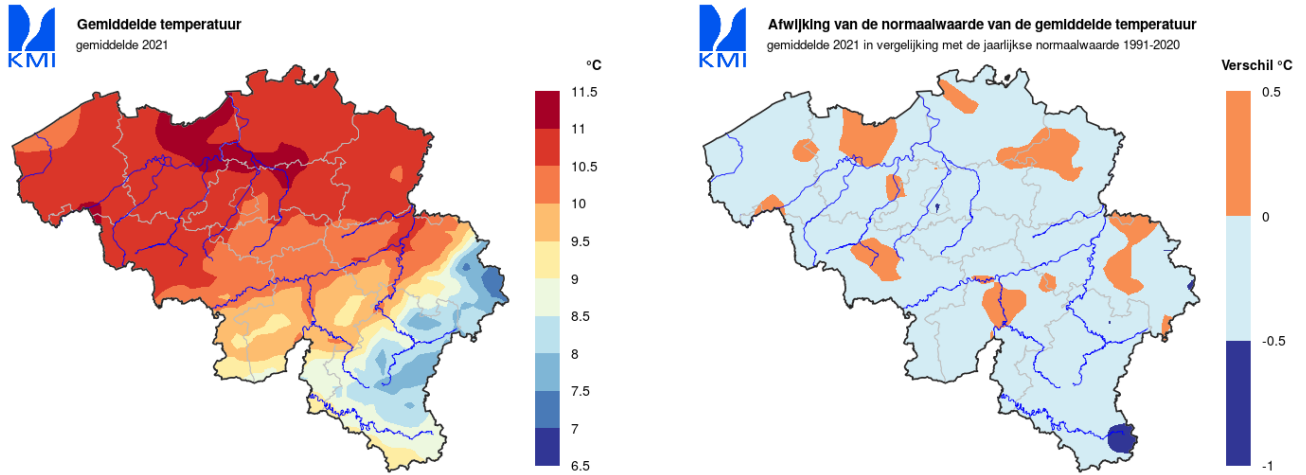 KMI
Gemiddelde temperatuur
gemiddelde 2021
°C
11.5
11
10.5
10
9.5
9
8.5
8
7.5
7
6.5
KMI
Afwijking van de normaalwaarde van de gemiddelde temperatuur
gemiddelde 2021 in vergelijking met de jaarlijkse normaalwaarde 1991-2020
Verschil °C
0.5
0
-0.5
-1